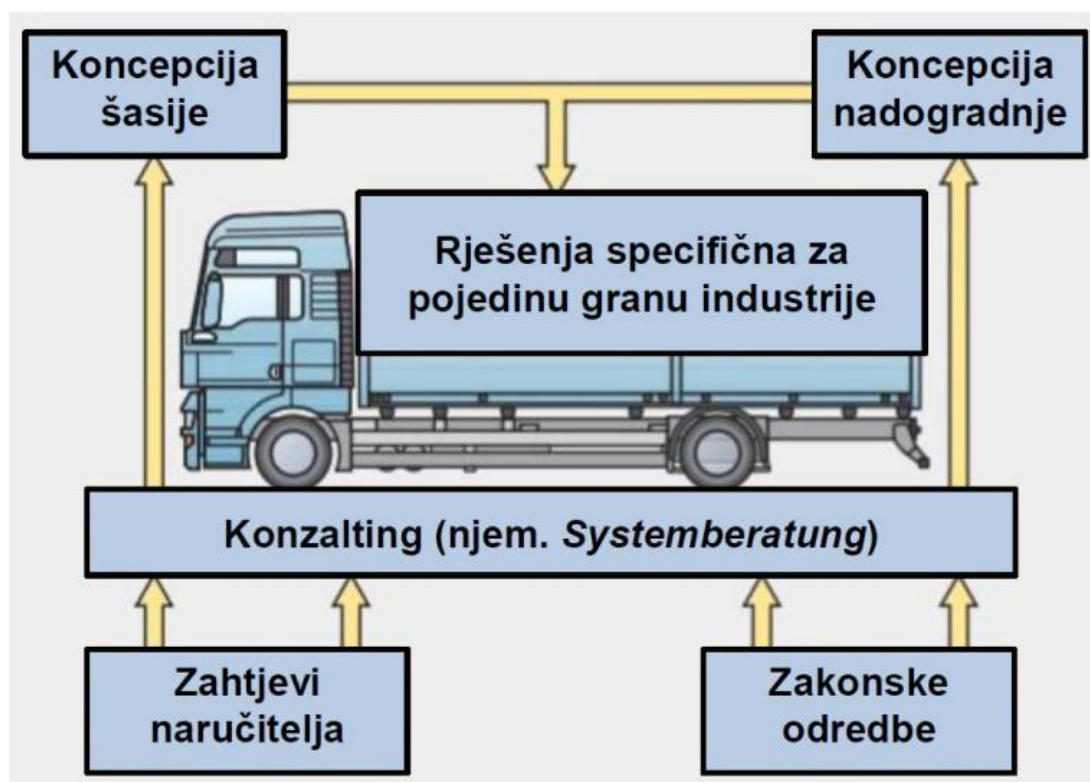 Koncepcija
šasije
Koncepcija
nadogradnje
Rješenja specifična za
pojedinu granu industrije
Konzalting (njem. Systemberatung)
Zahtjevi
naručitelja
Zakonske
odredbe